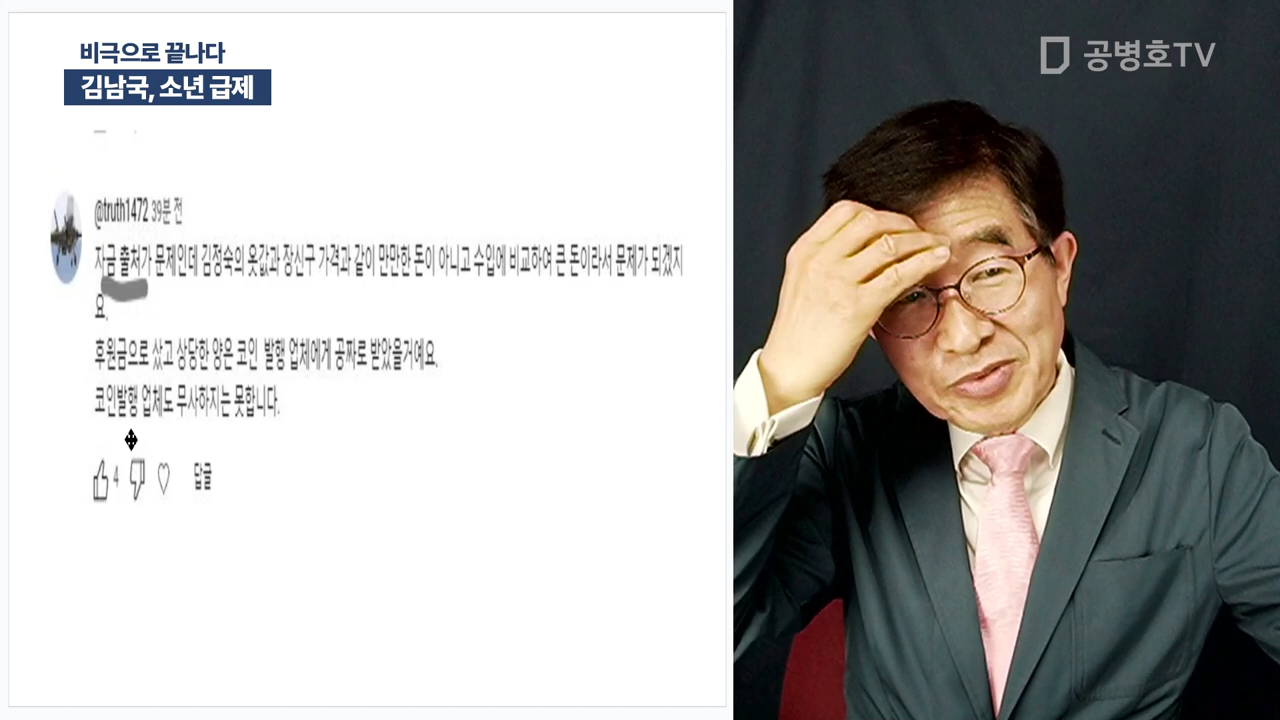 비극으로 끝나다
김남국, 소년 급제
공병호TV
@truth1472 39분 전
자금 출처가 문제인데 김정숙의 옷값과 장신구 가격과 같이 만만한 돈이 아니고 수입에 비교하여 큰 돈이라서 문제가 되겠지
요.
후원금으로 샀고 상당한 양은 코인 발행 업체에게 공짜로 받았을거예요.
코인발행 업체도 무사하지는 못합니다.
4 답글